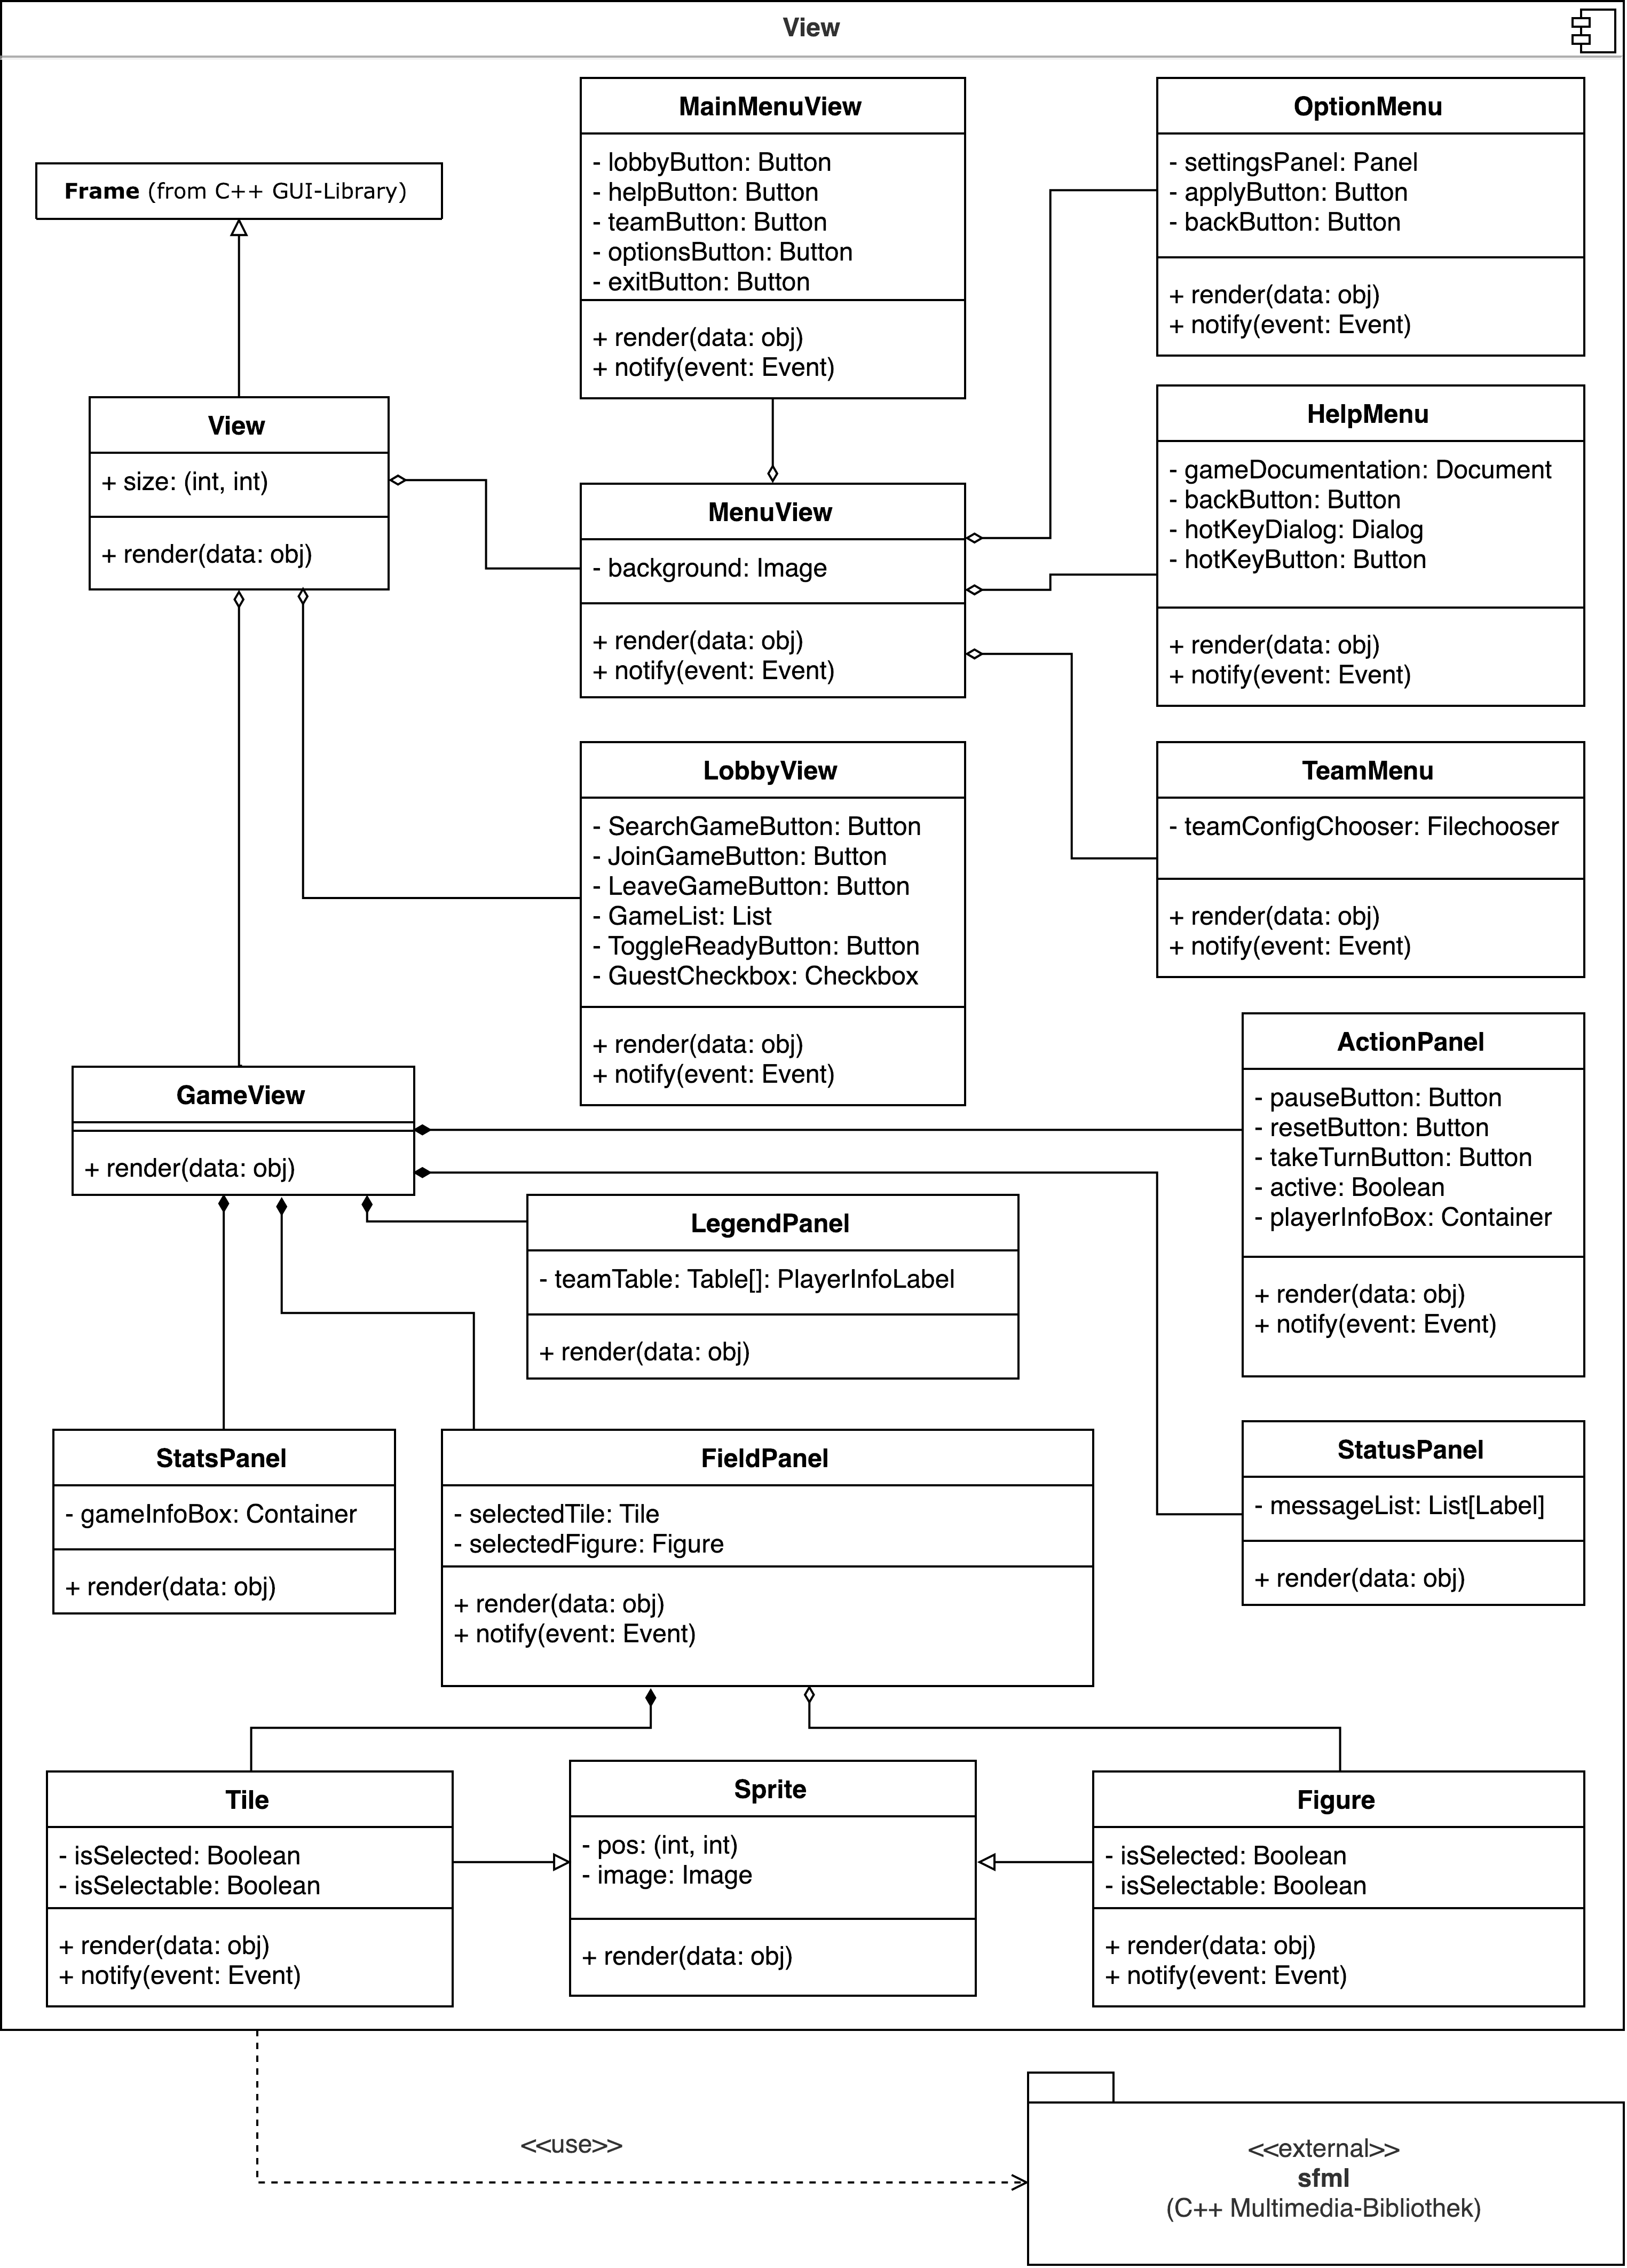 View
MainMenuView
- lobbyButton: Button
- helpButton: Button
- teamButton: Button
- optionsButton: Button
- exitButton: Button
+ render(data: obj)
+ notify(event: Event)
OptionMenu
- settingsPanel: Panel
- applyButton: Button
- backButton: Button
+ render(data: obj)
+ notify(event: Event)
Frame (from C++ GUI-Library)
View
+ size: (int, int)
+ render(data: obj)
MenuView
- background: Image
+ render(data: obj)
+ notify(event: Event)
HelpMenu
- gameDocumentation: Document
- backButton: Button
- hotKeyDialog: Dialog
- hotKeyButton: Button
+ render(data: obj)
+ notify(event: Event)
LobbyView
- SearchGameButton: Button
- JoinGameButton: Button
- LeaveGameButton: Button
- GameList: List
- ToggleReadyButton: Button
- GuestCheckbox: Checkbox
+ render(data: obj)
+ notify(event: Event)
TeamMenu
- teamConfigChooser: Filechooser
+ render(data: obj)
+ notify(event: Event)
GameView
+ render(data: obj)
ActionPanel
- pauseButton: Button
- resetButton: Button
- takeTurnButton: Button
- active: Boolean
- playerInfoBox: Container
+ render(data: obj)
+ notify(event: Event)
LegendPanel
- teamTable: Table[]: PlayerInfoLabel
+ render(data: obj)
StatsPanel
- gameInfoBox: Container
+ render(data: obj)
FieldPanel
- selectedTile: Tile
- selectedFigure: Figure
+ render(data: obj)
+ notify(event: Event)
StatusPanel
- messageList: List[Label]
+ render(data: obj)
Tile
- isSelected: Boolean
- isSelectable: Boolean
+ render(data: obj)
+ notify(event: Event)
Sprite
- pos: (int, int)
- image: Image
+ render(data: obj)
Figure
- isSelected: Boolean
- isSelectable: Boolean
+ render(data: obj)
+ notify(event: Event)
<<use>>
<<external>>
sfml
(C++ Multimedia-Bibliothek)